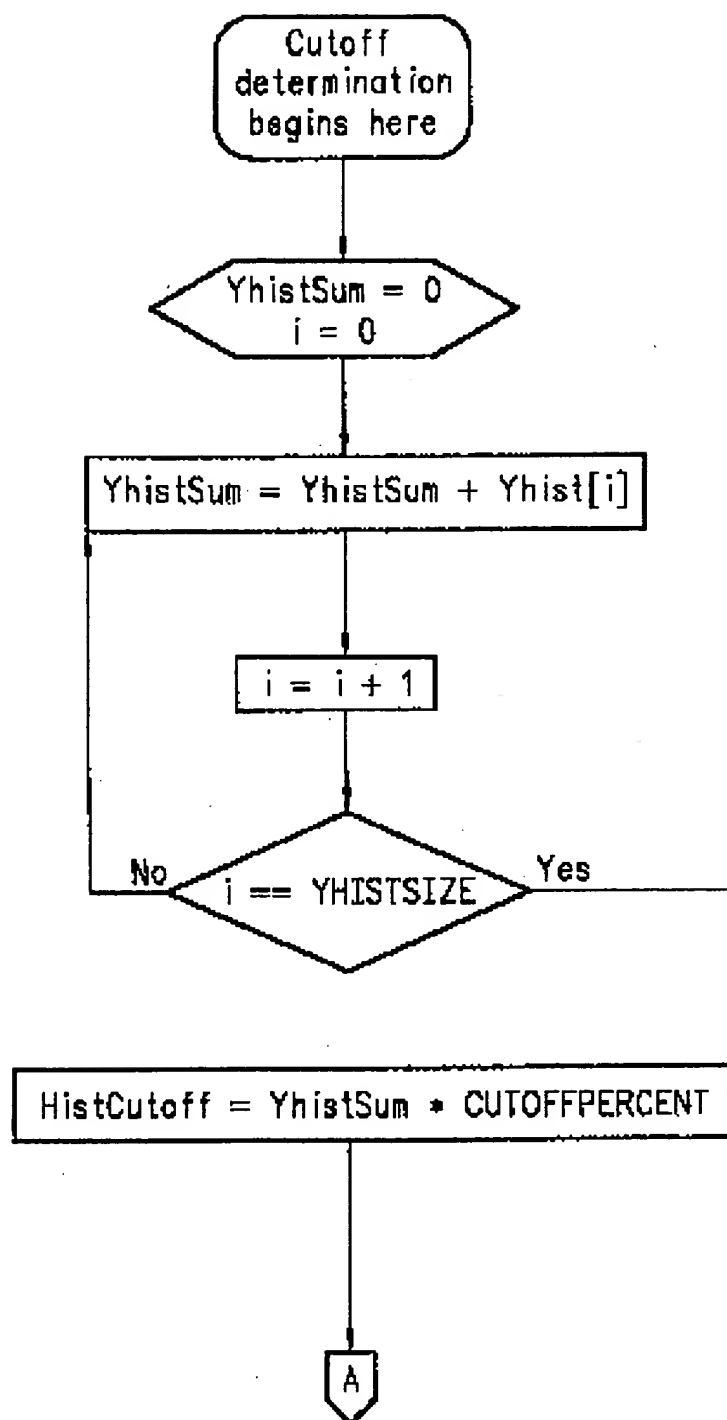 Cutoff
determination
begins here
YhistSum = 0
i = 0
YhistSum = YhistSum + Yhist[i]
i = i + 1
No
i == YHISTSIZE
Yes
HistCutoff = YhistSum * CUTOFFPERCENT
A